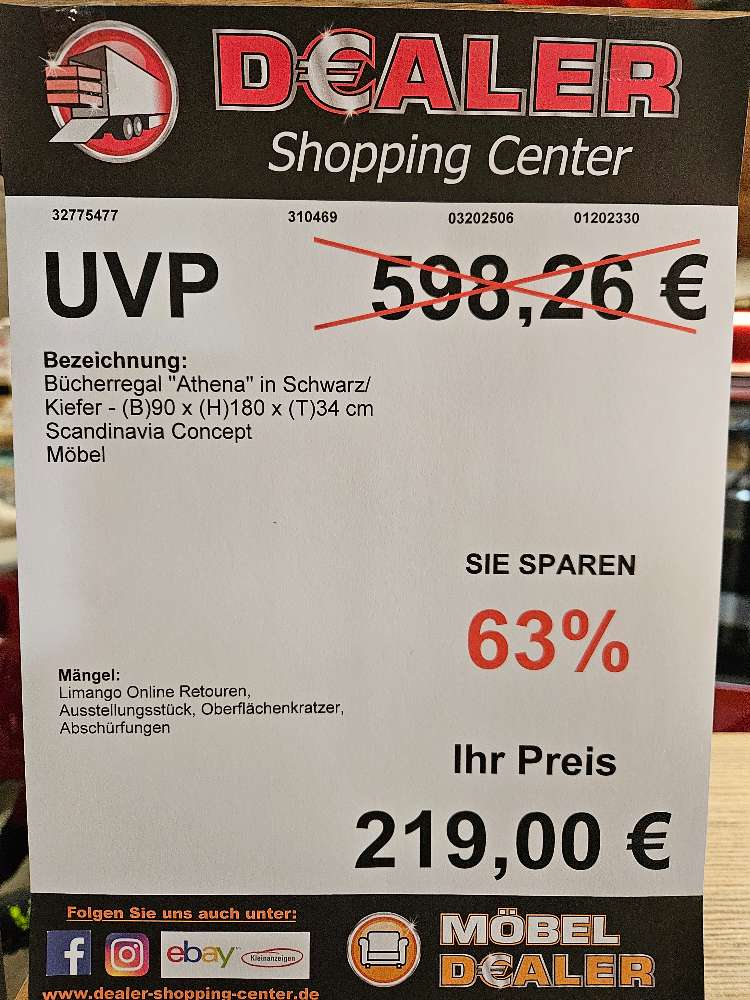 D€ALER
Shopping Center
32775477 310469 03202506 01202330
UVP 598,26 €
Bezeichnung:
Bücherregal "Athena" in Schwarz/
Kiefer - (B)90 x (H)180 x (T)34 cm
Scandinavia Concept
Möbel
SIE SPAREN
63%
Mängel:
Limango Online Retouren,
Ausstellungsstück, Oberflächenkratzer,
Abschürfungen
Ihr Preis
219,00 €
Folgen Sie uns auch unter:
f ebay Kleinanzeigen
www.dealer-shopping-center.de
MÖBEL
D€ALER